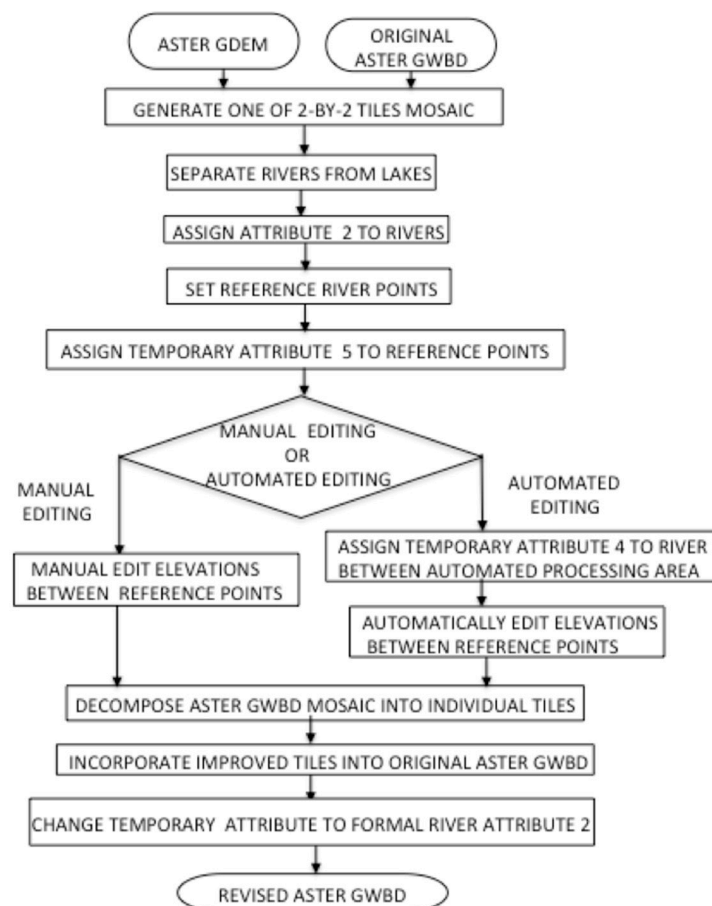 ASTER GDEM
ORIGINAL
ASTER GWBD
GENERATE ONE OF 2-BY-2 TILES MOSAIC
SEPARATE RIVERS FROM LAKES
ASSIGN ATTRIBUTE 2 TO RIVERS
SET REFERENCE RIVER POINTS
ASSIGN TEMPORARY ATTRIBUTE 5 TO REFERENCE POINTS
MANUAL EDITING
OR
AUTOMATED EDITING
MANUAL
EDITING
AUTOMATED
EDITING
MANUAL EDIT ELEVATIONS
BETWEEN REFERENCE POINTS
ASSIGN TEMPORARY ATTRIBUTE 4 TO RIVER
BETWEEN AUTOMATED PROCESSING AREA
AUTOMATICALLY EDIT ELEVATIONS
BETWEEN REFERENCE POINTS
DECOMPOSE ASTER GWBD MOSAIC INTO INDIVIDUAL TILES
INCORPORATE IMPROVED TILES INTO ORIGINAL ASTER GWBD
CHANGE TEMPORARY ATTRIBUTE TO FORMAL RIVER ATTRIBUTE 2
REVISED ASTER GWBD